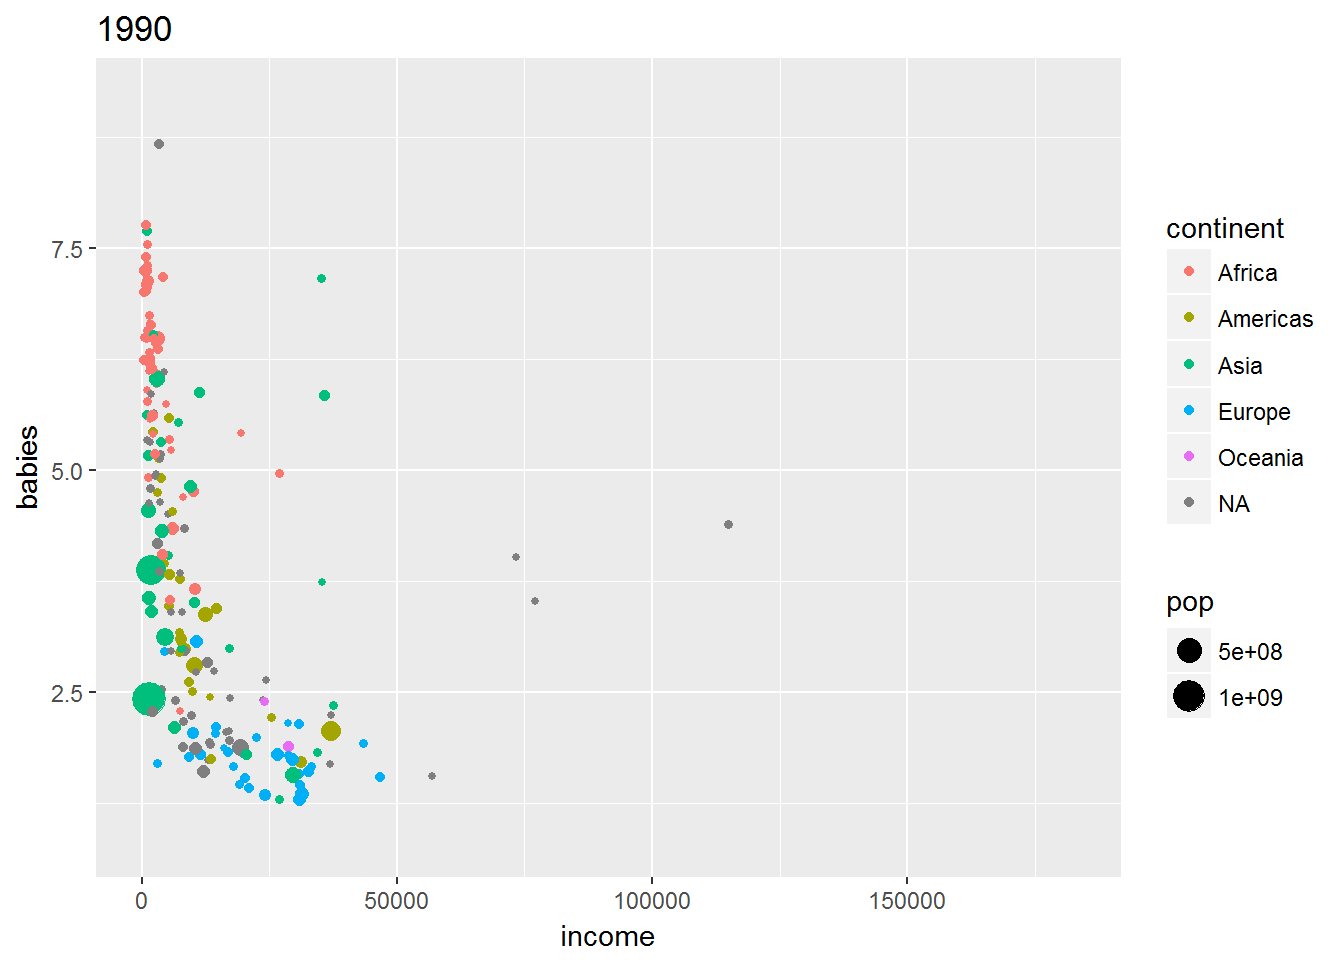 1990
babies
7.5
5.0
2.5
0
50000
100000
150000
income
continent
Africa
Americas
Asia
Europe
Oceania
NA
pop
5e+08
1e+09